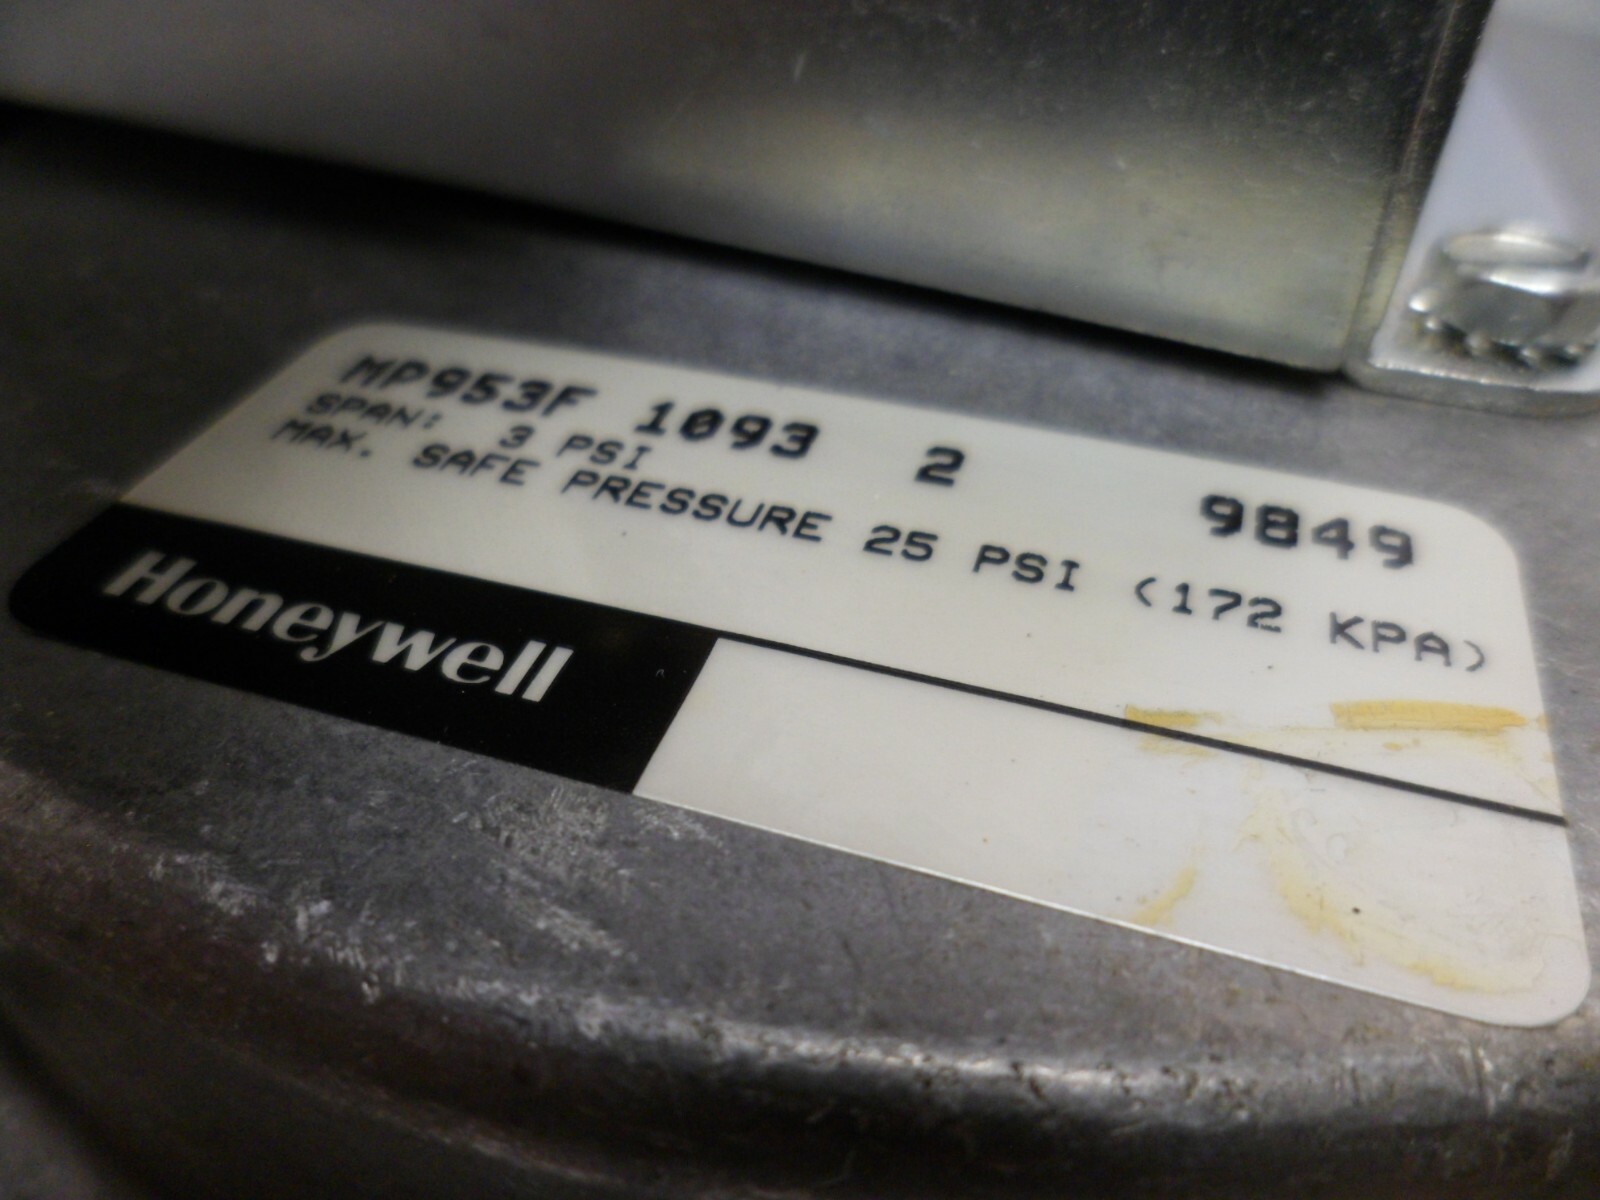 MP953F 1093 2 9849
SPAN: 3 PSI
MAX. SAFE PRESSURE 25 PSI (172 KPA)
Honeywell